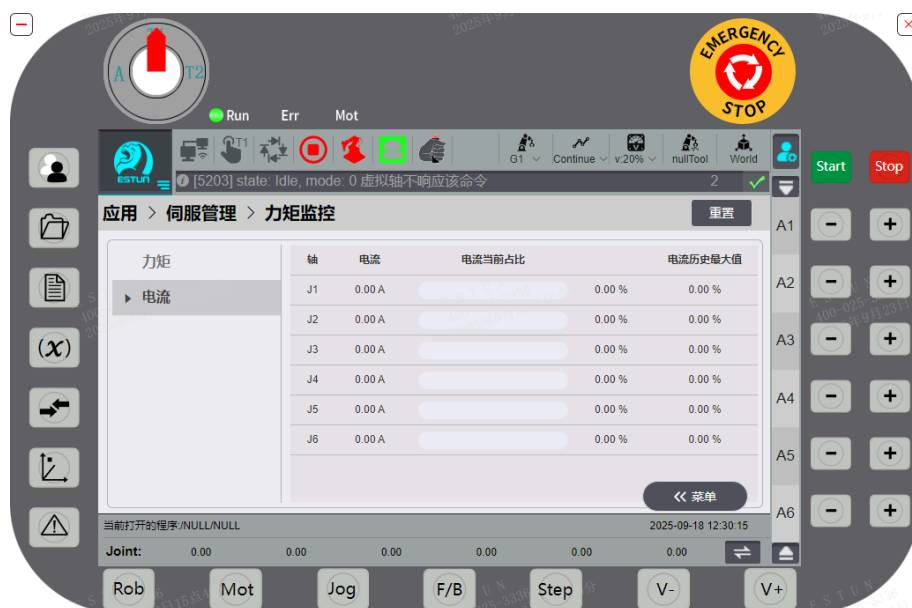 EMERGENCY
STOP
A T2
Run Err Mot
ESTUN
T1
G1 Continue v:20% nullTool World
[5203] state: Idle, mode: 0 虚拟轴不响应该命令 2
Start Stop
应用 > 伺服管理 > 力矩监控 重置
力矩
电流
轴 电流 电流当前占比 电流历史最大值
J1 0.00 A 0.00 % 0.00 %
J2 0.00 A 0.00 % 0.00 %
J3 0.00 A 0.00 % 0.00 %
J4 0.00 A 0.00 % 0.00 %
J5 0.00 A 0.00 % 0.00 %
J6 0.00 A 0.00 % 0.00 %
菜单
A1 - +
A2 - +
A3 - +
A4 - +
A5 - +
A6 - +
(x)
当前打开的程序:/NULL/NULL 2025-09-18 12:30:15
Joint: 0.00 0.00 0.00 0.00 0.00 0.00
Rob Mot Jog F/B Step V- V+